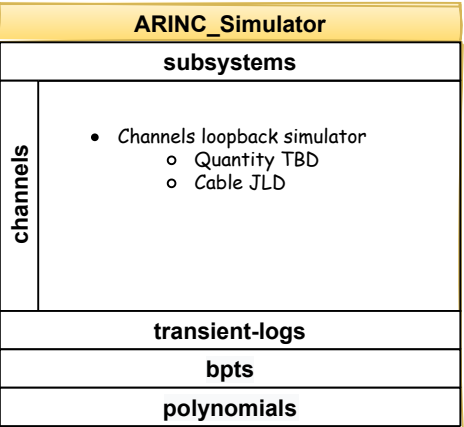 ARINC_Simulator
subsystems
channels
● Channels loopback simulator
○ Quantity TBD
○ Cable JLD
transient-logs
bpts
polynomials